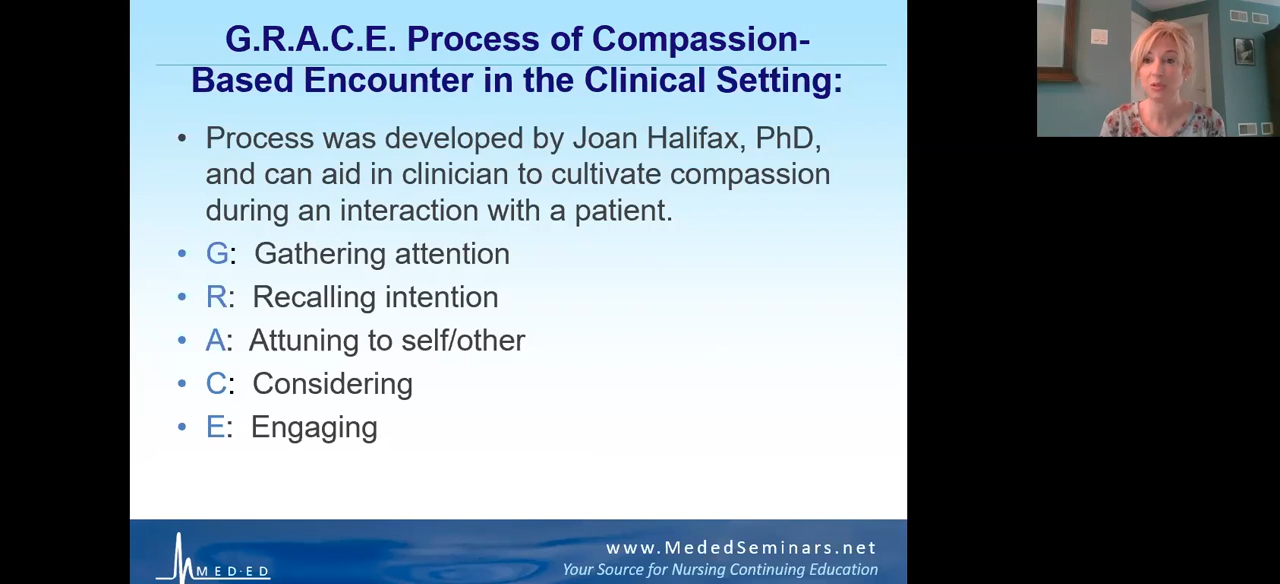 G.R.A.C.E. Process of Compassion-
Based Encounter in the Clinical Setting:
• Process was developed by Joan Halifax, PhD,
and can aid in clinician to cultivate compassion
during an interaction with a patient.
• G: Gathering attention
• R: Recalling intention
• A: Attuning to self/other
• C: Considering
• E: Engaging
www.MededSeminars.net
Your Source for Nursing Continuing Education
MED·ED